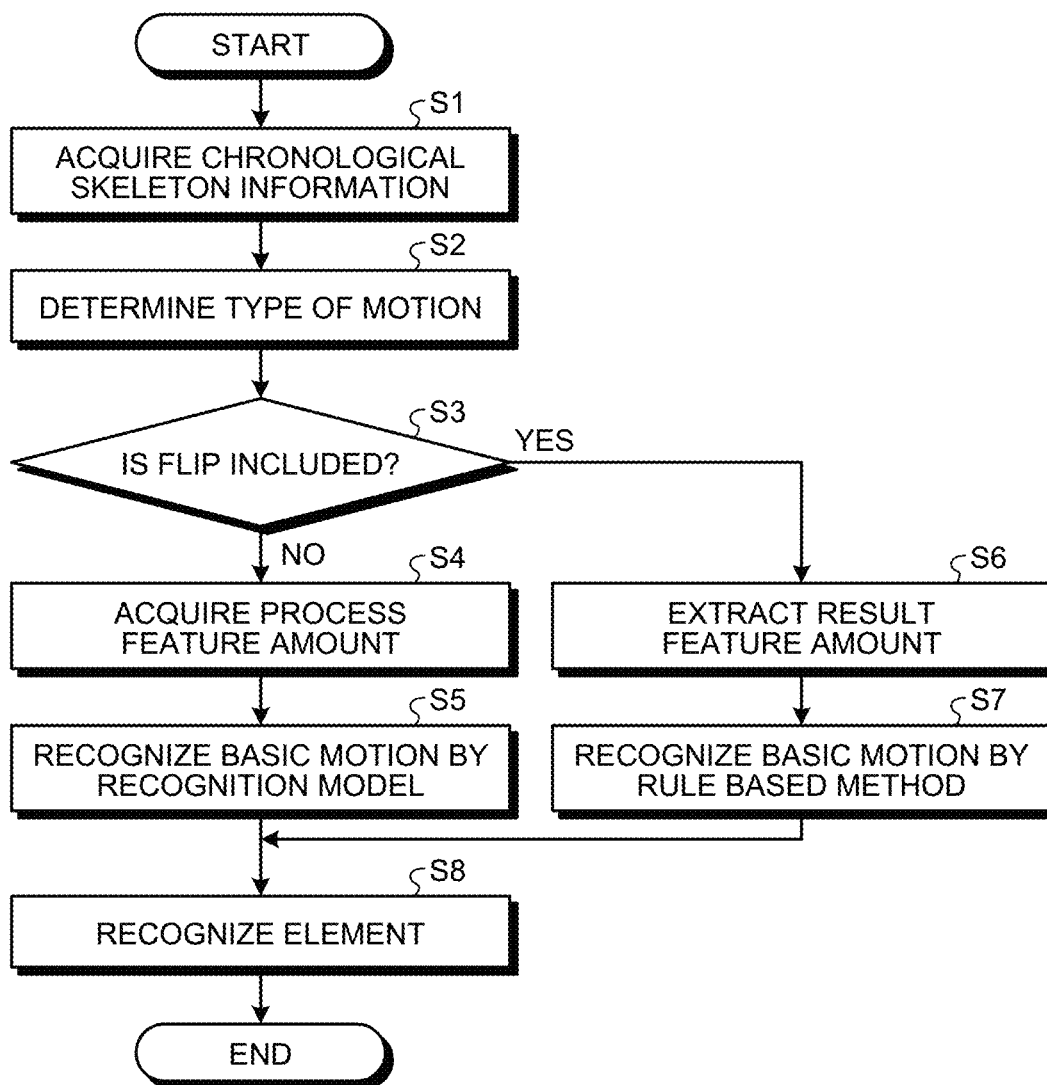 START
S1
ACQUIRE CHRONOLOGICAL
SKELETON INFORMATION
S2
DETERMINE TYPE OF MOTION
S3
IS FLIP INCLUDED?
YES
NO
S4
ACQUIRE PROCESS
FEATURE AMOUNT
S6
EXTRACT RESULT
FEATURE AMOUNT
S5
RECOGNIZE BASIC MOTION BY
RECOGNITION MODEL
S7
RECOGNIZE BASIC MOTION BY
RULE BASED METHOD
S8
RECOGNIZE ELEMENT
END